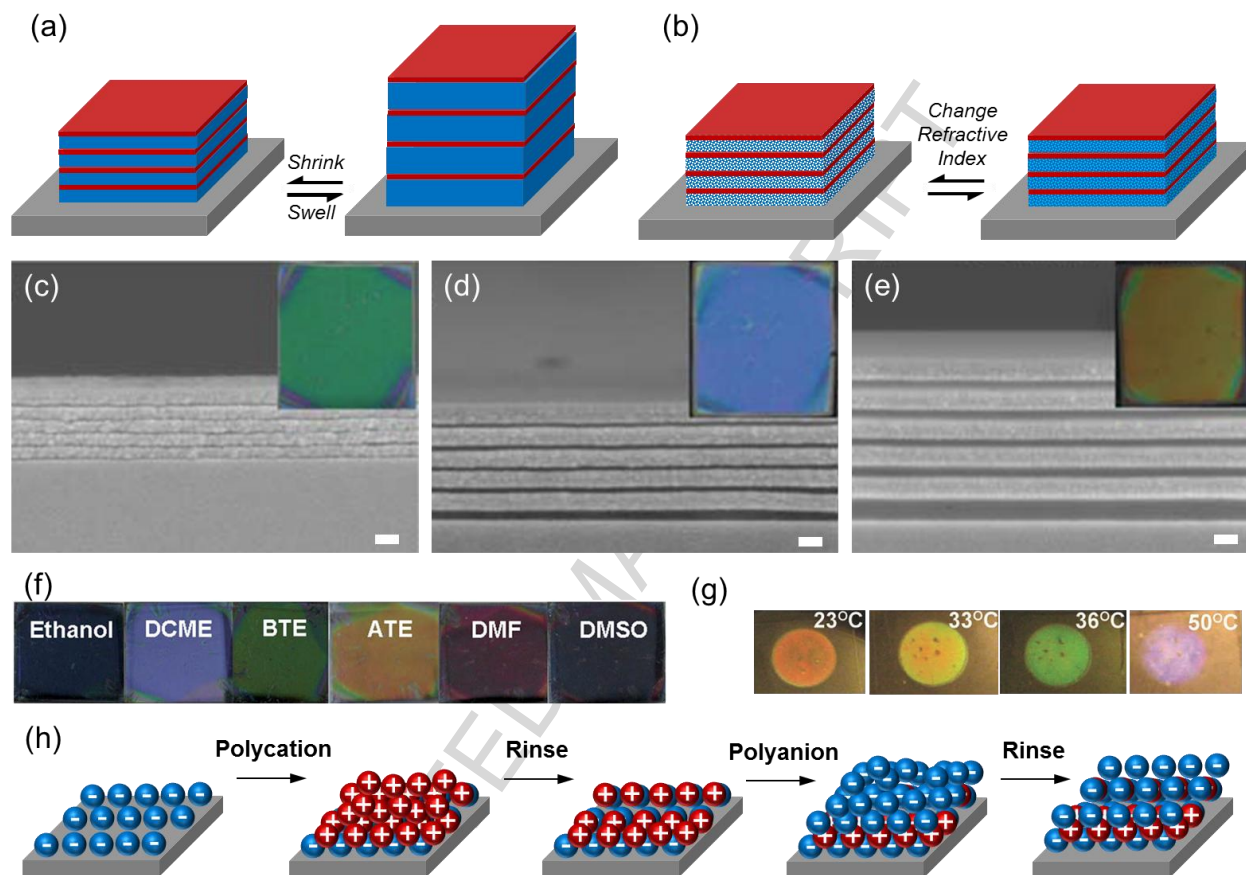 (a)
(b)
Shrink
Swell
Change
Refractive
Index
(c)
(d)
(e)
(f)
Ethanol
DCME
BTE
ATE
DMF
DMSO
(g)
23°C
33°C
36°C
50°C
(h)
Polycation
Rinse
Polyanion
Rinse